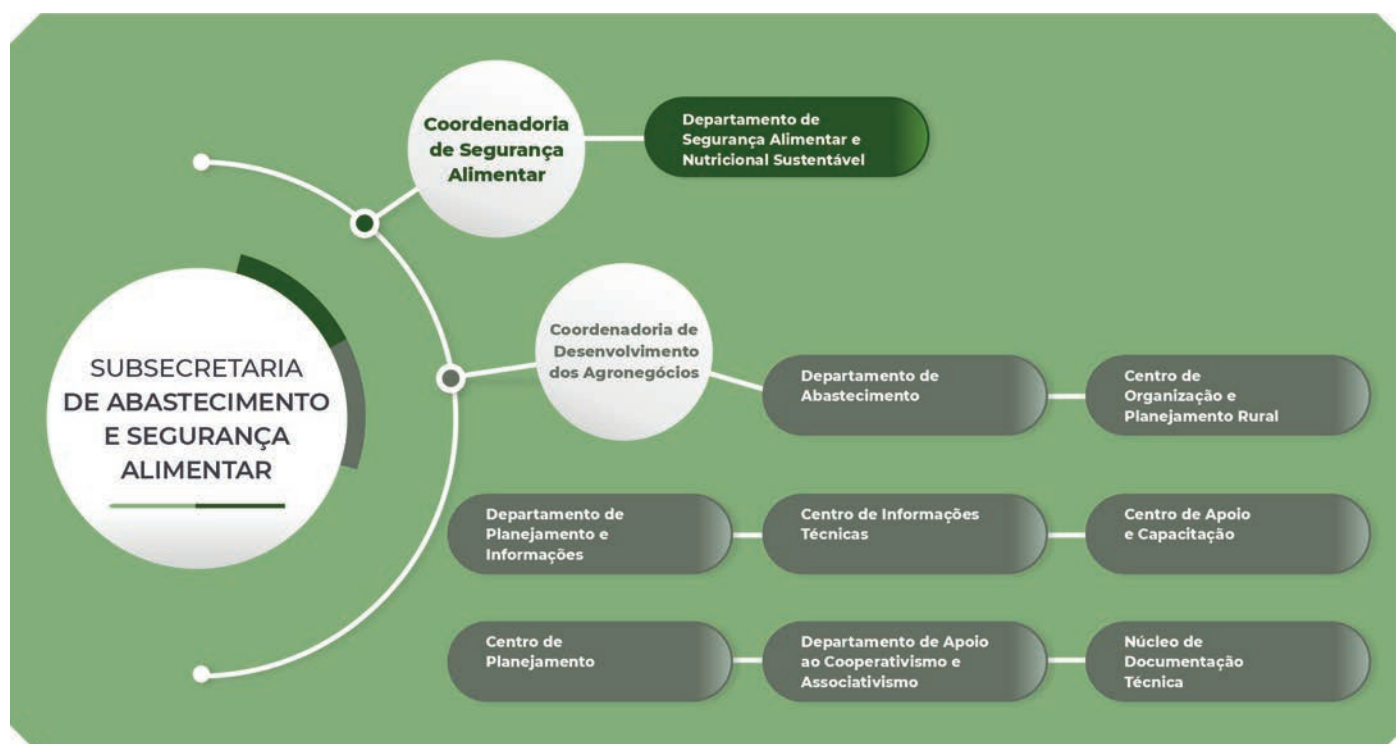 Coordenadoria
de Segurança
Alimentar
Departamento de
Segurança Alimentar e
Nutricional Sustentável
SUBSECRETARIA
DE ABASTECIMENTO
E SEGURANÇA
ALIMENTAR
Coordenadoria de
Desenvolvimento
dos Agronegócios
Departamento de
Abastecimento
Centro de
Organização e
Planejamento Rural
Departamento de
Planejamento e
Informações
Centro de Informações
Técnicas
Centro de Apoio
e Capacitação
Centro de
Planejamento
Departamento de Apoio
ao Cooperativismo e
Associativismo
Núcleo de
Documentação
Técnica